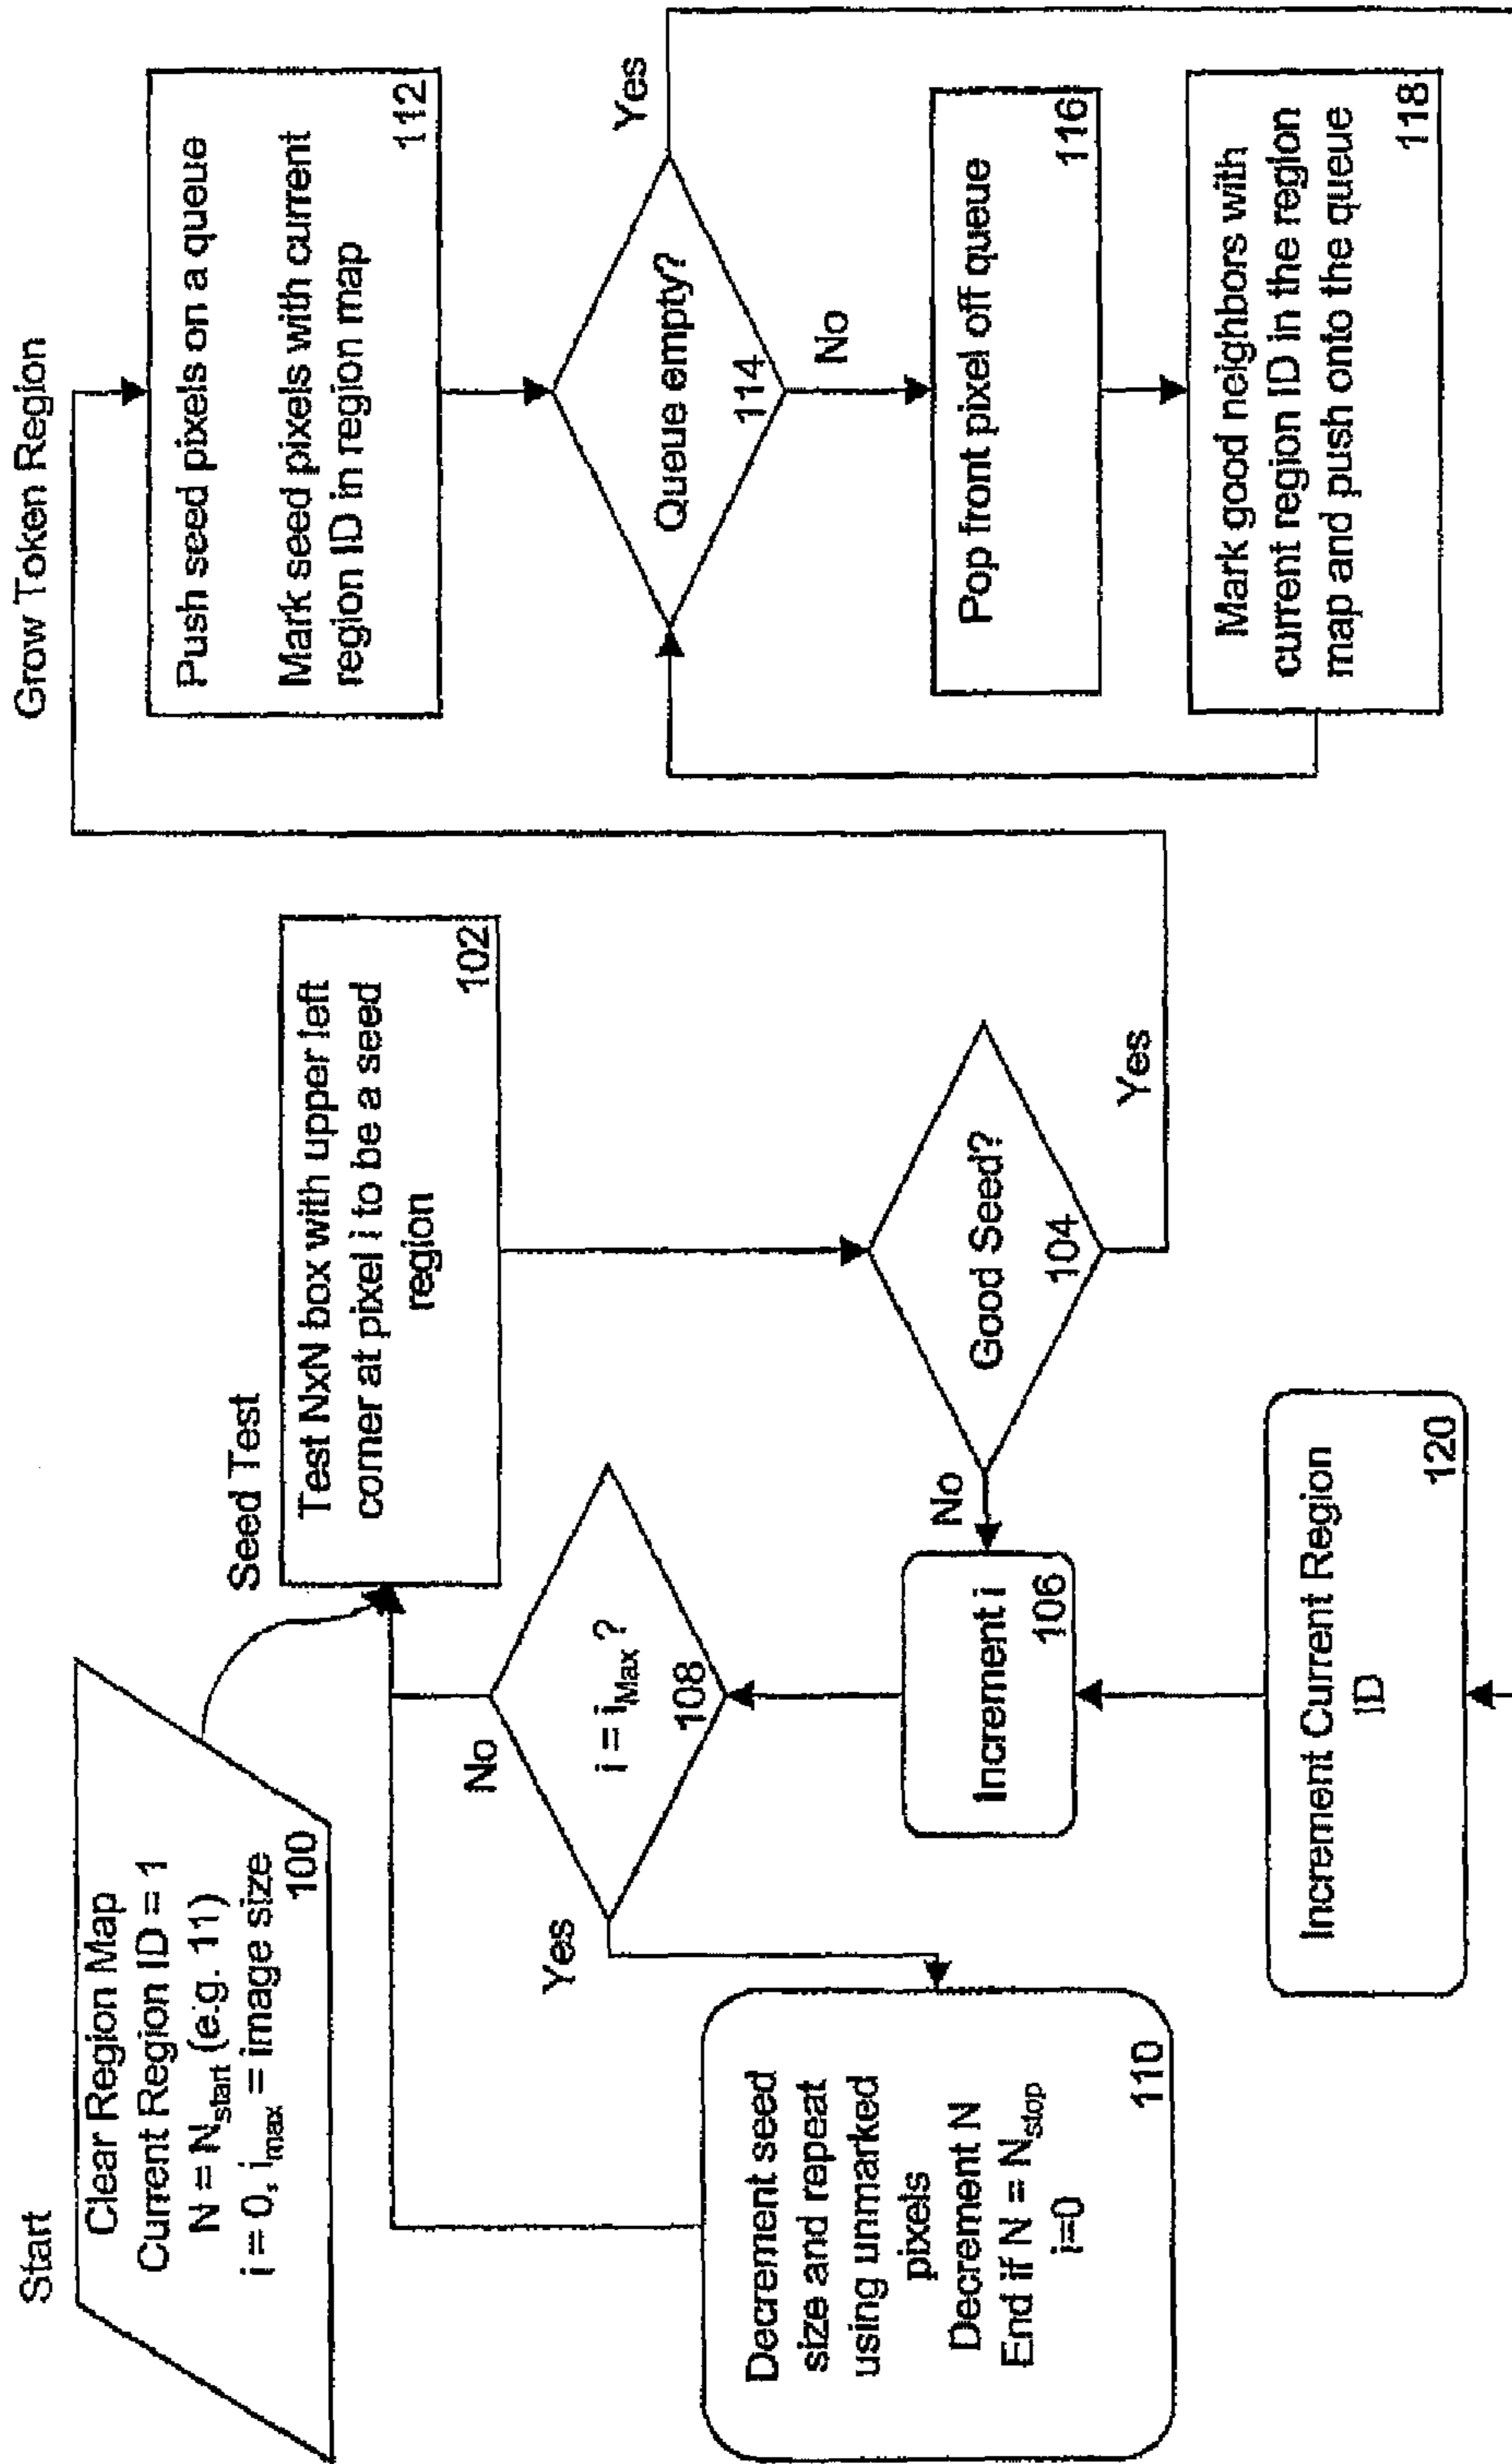 Start
Clear Region Map
Current Region ID = 1
N = N_start (e.g. 11)
i = 0, i_max = image size
100
Seed Test
Test NxN box with upper left
corner at pixel i to be a seed
region
102
Good Seed?
104
No
Yes
Increment i
106
i = i_Max ?
108
No
Yes
Decrement seed
size and repeat
using unmarked
pixels
Decrement N
End if N = N_stop
i=0
110
Grow Token Region
Push seed pixels on a queue
Mark seed pixels with current
region ID in region map
112
Queue empty?
114
Yes
No
Pop front pixel off queue
116
Mark good neighbors with
current region ID in the region
map and push onto the queue
118
Increment Current Region
ID
120